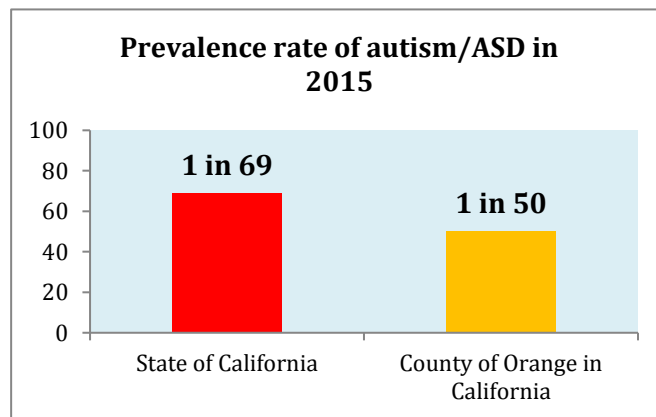 Prevalence rate of autism/ASD in
2015
100
80
60
40
20
0
1 in 69
1 in 50
State of California
County of Orange in
California